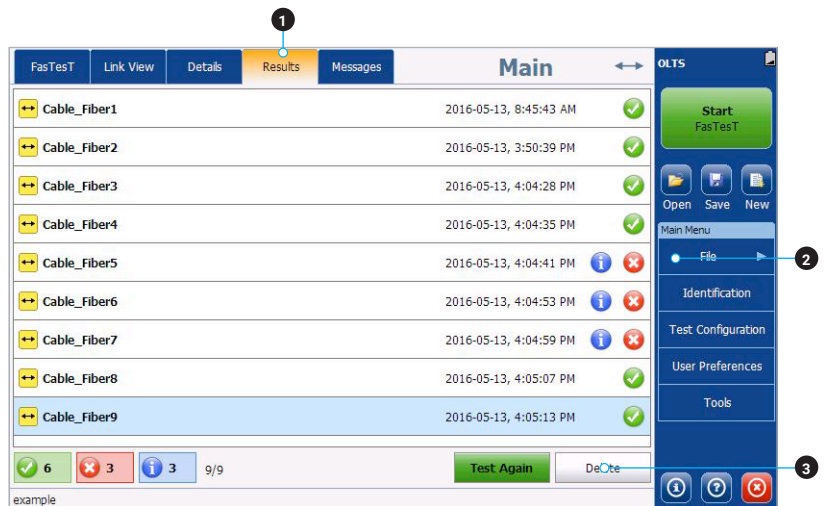 1
FasTesT Link View Details Results Messages Main OLTS
Cable_Fiber1 2016-05-13, 8:45:43 AM
Cable_Fiber2 2016-05-13, 3:50:39 PM
Cable_Fiber3 2016-05-13, 4:04:28 PM
Cable_Fiber4 2016-05-13, 4:04:35 PM
Cable_Fiber5 2016-05-13, 4:04:41 PM
Cable_Fiber6 2016-05-13, 4:04:53 PM
Cable_Fiber7 2016-05-13, 4:04:59 PM
Cable_Fiber8 2016-05-13, 4:05:07 PM
Cable_Fiber9 2016-05-13, 4:05:13 PM
6 3 3 9/9 Test Again Delete
example
Start
FasTesT
Open Save New
Main Menu
File 2
Identification
Test Configuration
User Preferences
Tools
3